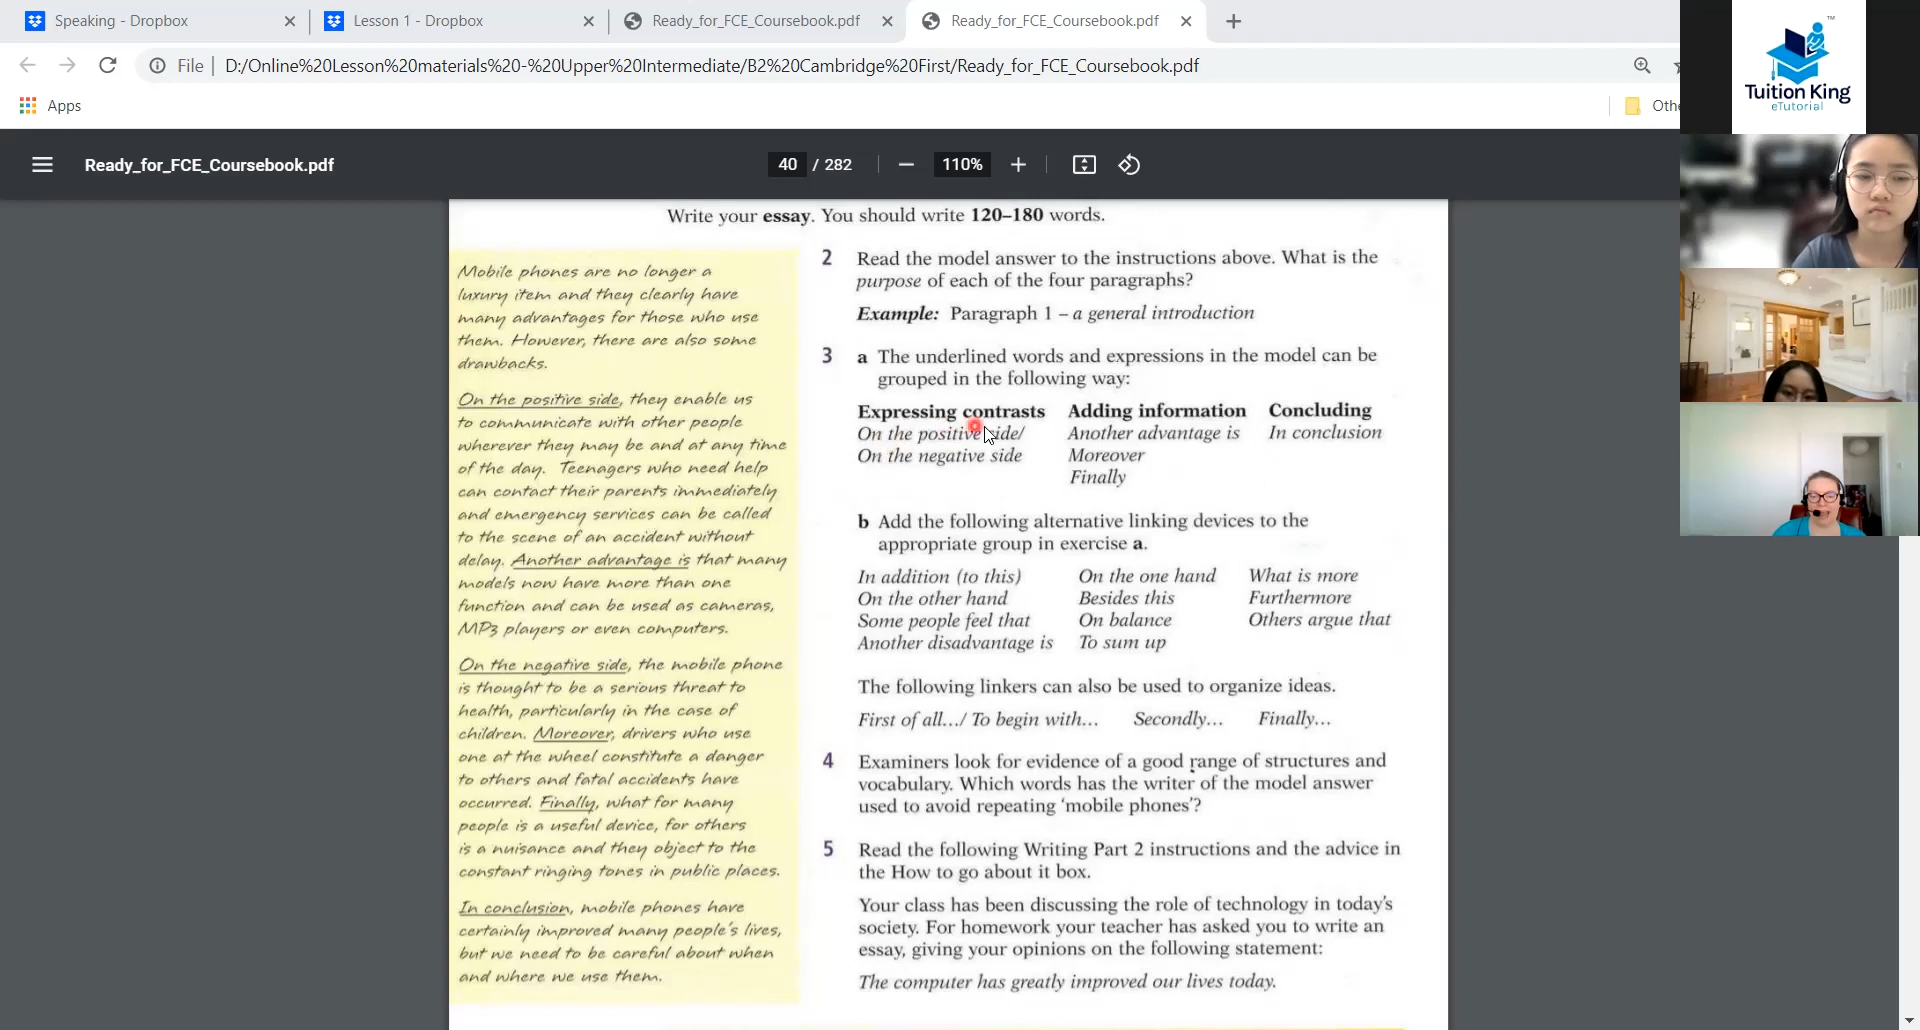 Speaking - Dropbox
Lesson 1 - Dropbox
Ready_for_FCE_Coursebook.pdf
Ready_for_FCE_Coursebook.pdf
File
D:/Online%20Lesson%20materials%20-%20Upper%20Intermediate/B2%20Cambridge%20First/Ready_for_FCE_Coursebook.pdf
Apps
Ready_for_FCE_Coursebook.pdf
40 / 282
110%
TM
Tuition King
eTutorial
Write your essay. You should write 120–180 words.
Mobile phones are no longer a
luxury item and they clearly have
many advantages for those who use
them. However, there are also some
drawbacks.
On the positive side, they enable us
to communicate with other people
wherever they may be and at any time
of the day. Teenagers who need help
can contact their parents immediately
and emergency services can be called
to the scene of an accident without
delay. Another advantage is that many
models now have more than one
function and can be used as cameras,
MP3 players or even computers.
On the negative side, the mobile phone
is thought to be a serious threat to
health, particularly in the case of
children. Moreover, drivers who use
one at the wheel constitute a danger
to others and fatal accidents have
occurred. Finally, what for many
people is a useful device, for others
is a nuisance and they object to the
constant ringing tones in public places.
In conclusion, mobile phones have
certainly improved many people's lives,
but we need to be careful about when
and where we use them.
2 Read the model answer to the instructions above. What is the
purpose of each of the four paragraphs?
Example: Paragraph 1 – a general introduction
3 a The underlined words and expressions in the model can be
grouped in the following way:
Expressing contrasts Adding information Concluding
On the positive side/ Another advantage is In conclusion
On the negative side Moreover
Finally
b Add the following alternative linking devices to the
appropriate group in exercise a.
In addition (to this) On the one hand What is more
On the other hand Besides this Furthermore
Some people feel that On balance Others argue that
Another disadvantage is To sum up
The following linkers can also be used to organize ideas.
First of all.../ To begin with... Secondly... Finally...
4 Examiners look for evidence of a good range of structures and
vocabulary. Which words has the writer of the model answer
used to avoid repeating 'mobile phones'?
5 Read the following Writing Part 2 instructions and the advice in
the How to go about it box.
Your class has been discussing the role of technology in today's
society. For homework your teacher has asked you to write an
essay, giving your opinions on the following statement:
The computer has greatly improved our lives today.